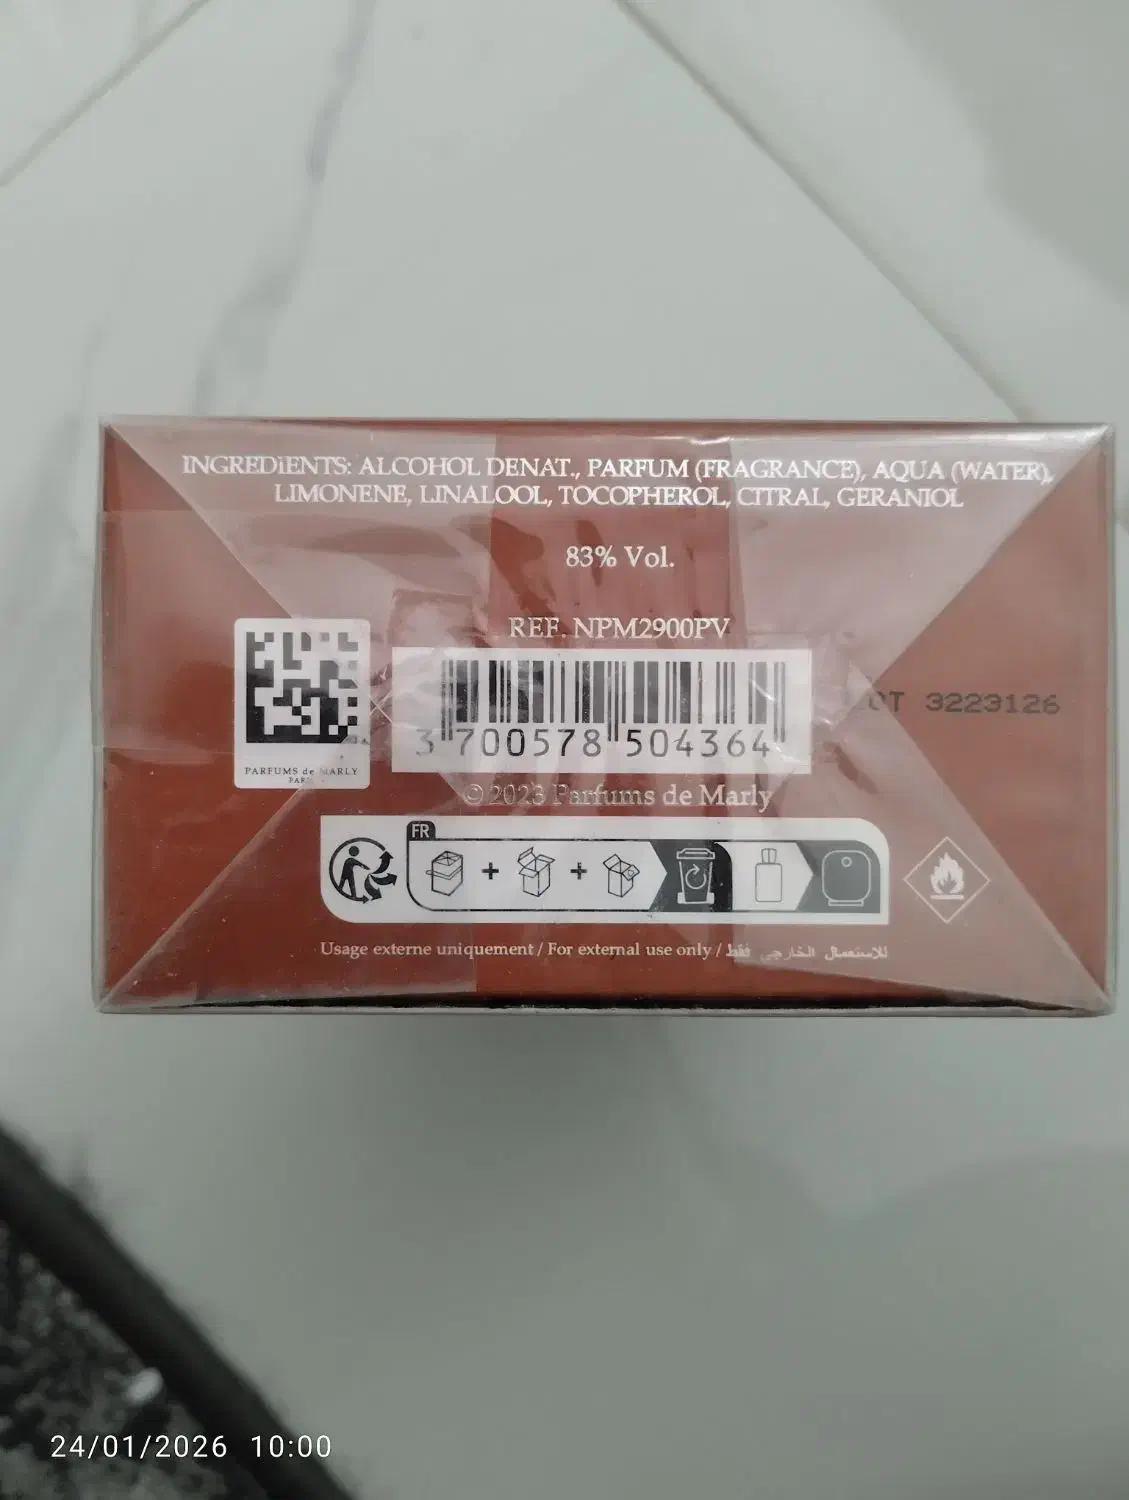 INGREDIENTS: ALCOHOL DENAT., PARFUM (FRAGRANCE), AQUA (WATER),
LIMONENE, LINALOOL, TOCOPHEROL, CITRAL, GERANIOL
83% Vol.
REF. NPM2900PV
OT 3223126
3 700578 504364
PARFUMS de MARLY
© 2023 Parfums de Marly
FR
Usage externe uniquement / For external use only / للاستعمال الخارجي فقط
24/01/2026 10:00